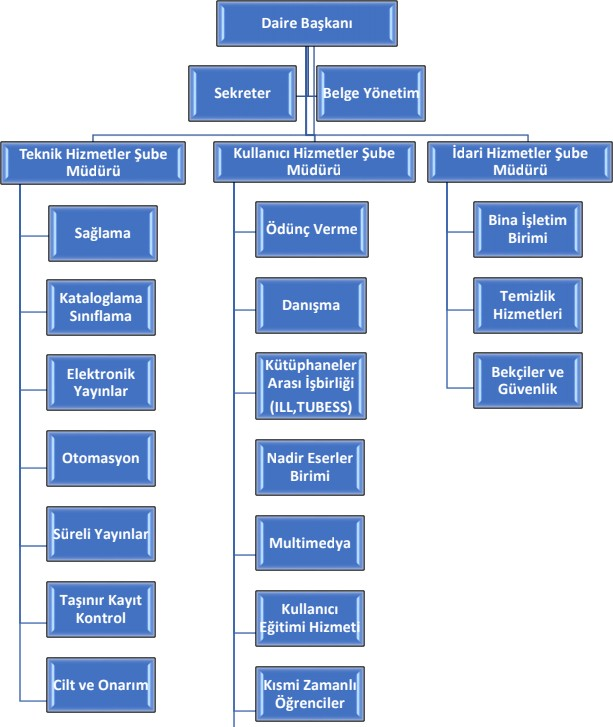 Daire Başkanı
Sekreter
Belge Yönetim
Teknik Hizmetler Şube
Müdürü
Sağlama
Kataloglama
Sınıflama
Elektronik
Yayınlar
Otomasyon
Süreli Yayınlar
Taşınır Kayıt
Kontrol
Cilt ve Onarım
Kullanıcı Hizmetler Şube
Müdürü
Ödünç Verme
Danışma
Kütüphaneler
Arası İşbirliği
(ILL,TUBESS)
Nadir Eserler
Birimi
Multimedya
Kullanıcı
Eğitimi Hizmeti
Kısmi Zamanlı
Öğrenciler
İdari Hizmetler Şube
Müdürü
Bina İşletim
Birimi
Temizlik
Hizmetleri
Bekçiler ve
Güvenlik